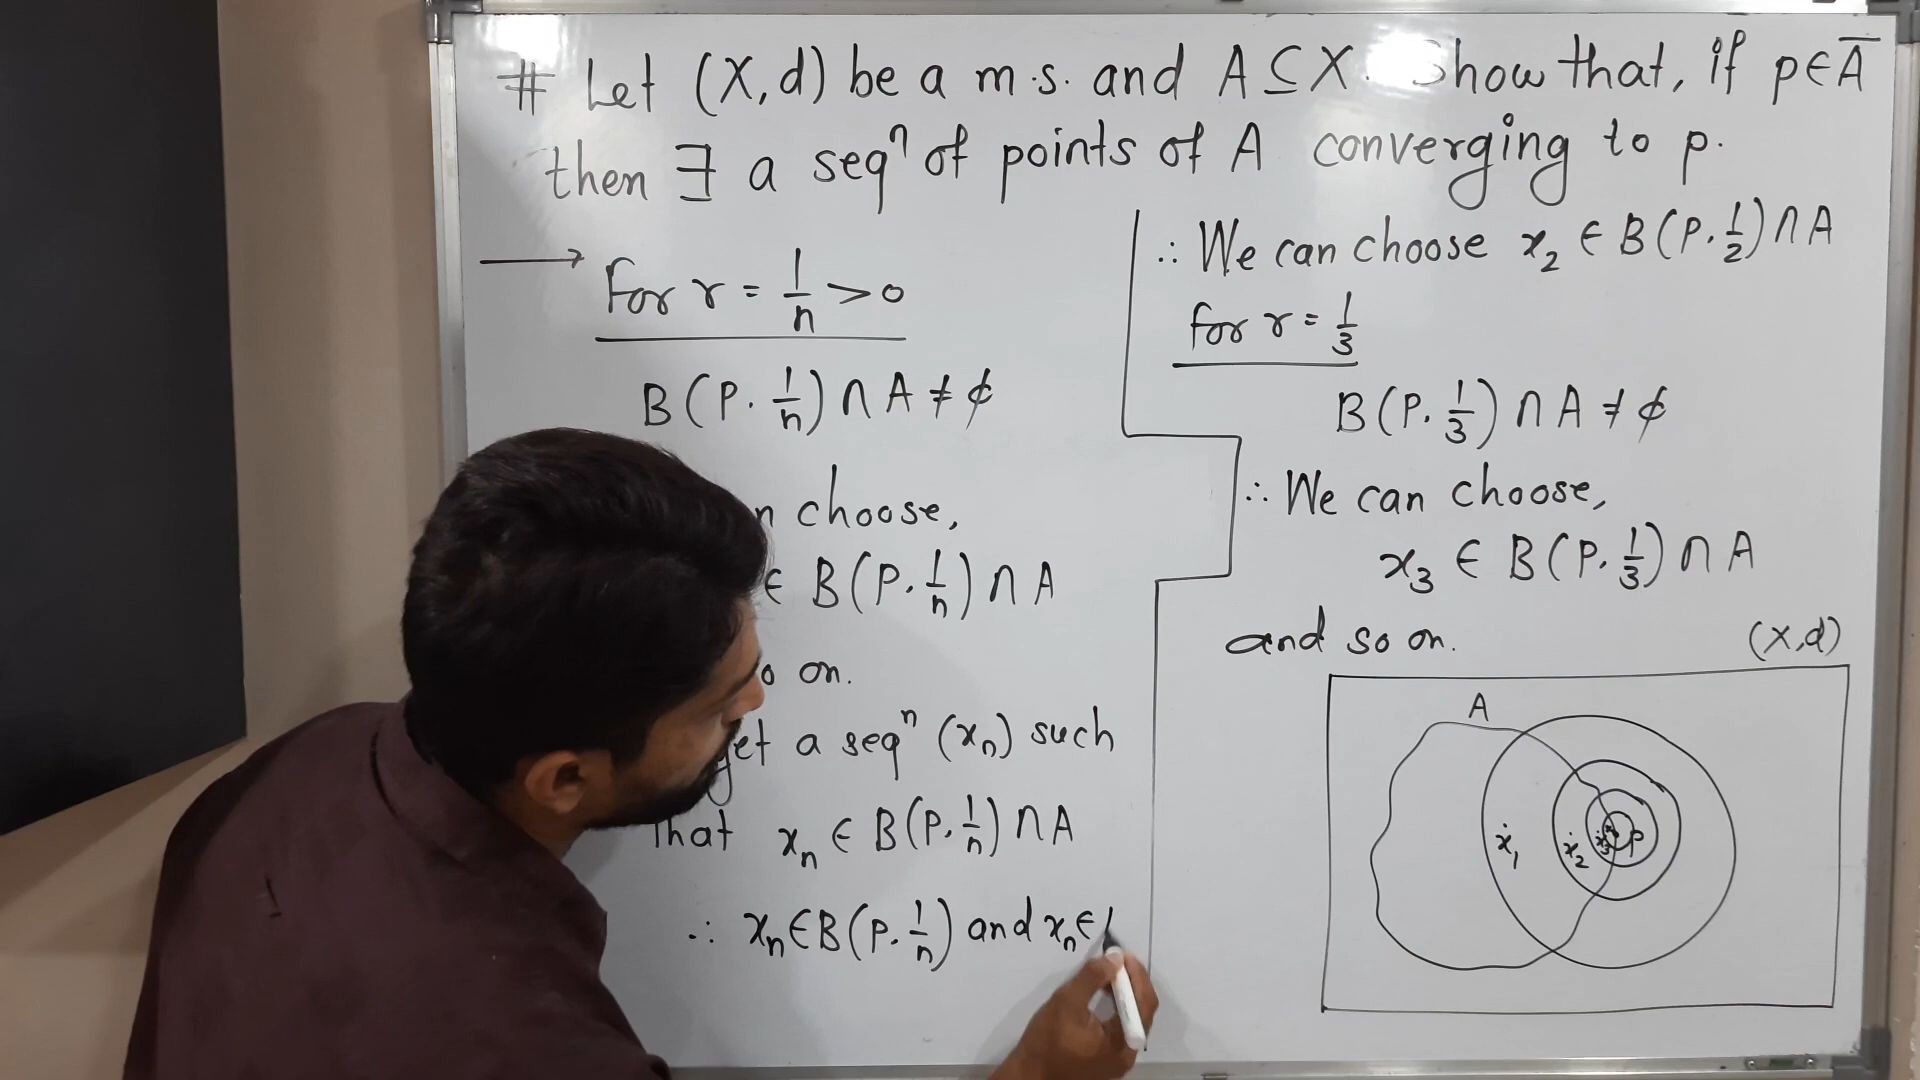 # Let (X,d) be a m.s. and A⊆X. Show that, if p∈A̅
then ∃ a seqⁿ of points of A converging to p.
→ For r = 1/n > 0
B(P. 1/n) ∩ A ≠ ϕ
n choose,
∈ B(P. 1/n) ∩ A
o on.
get a seqⁿ (xₙ) such
That xₙ ∈ B(P. 1/n) ∩ A
∴ xₙ∈B(P. 1/n) and xₙ∈
∴ We can choose x₂ ∈ B(P. 1/2) ∩ A
for r = 1/3
B(P. 1/3) ∩ A ≠ ϕ
∴ We can choose,
x₃ ∈ B(P. 1/3) ∩ A
and so on.
(X,d)
A
x₁ x₂ x₃ P